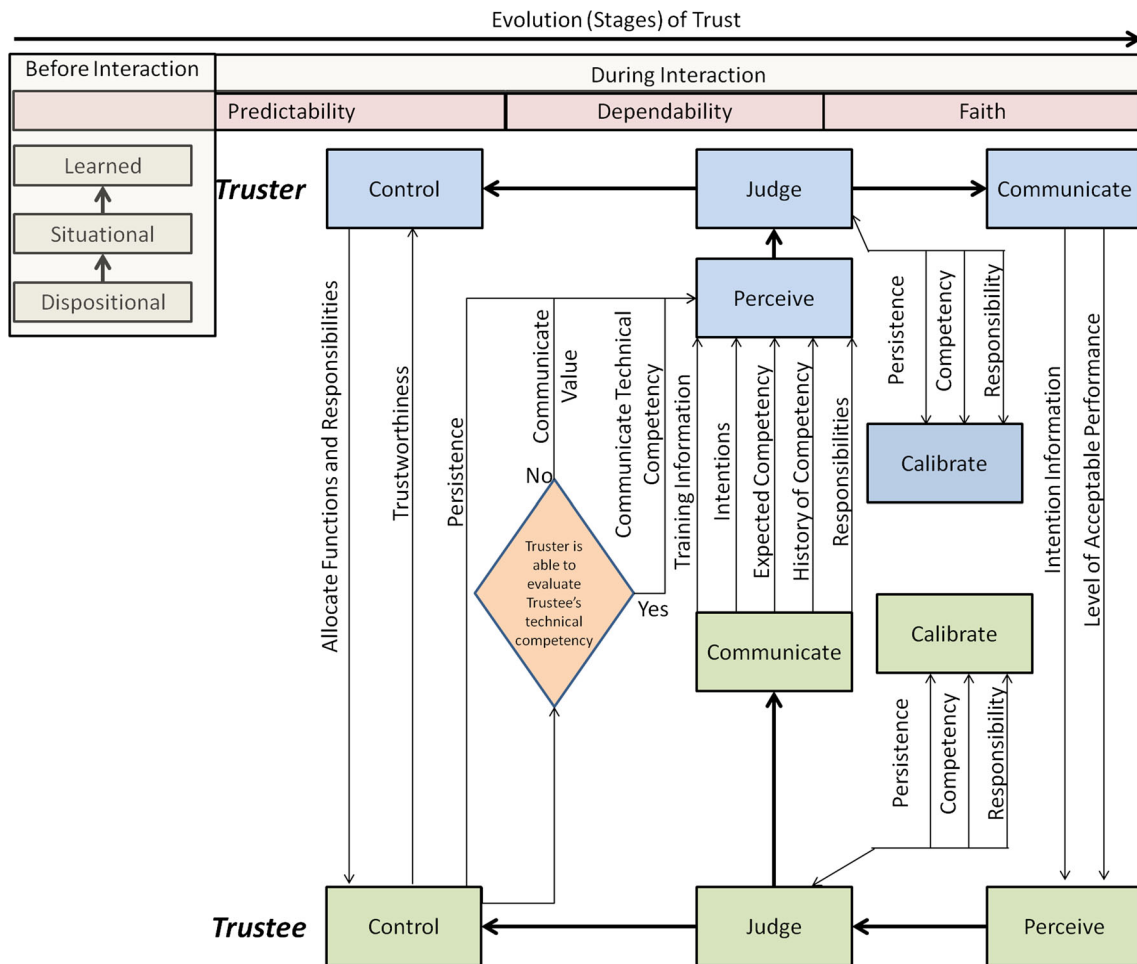 Evolution (Stages) of Trust
Before Interaction
During Interaction
Predictability
Dependability
Faith
Learned
Situational
Dispositional
Truster
Control
Judge
Communicate
Perceive
Allocate Functions and Responsibilities
Trustworthiness
Persistence
Communicate
Value
Communicate Technical
Competency
Training Information
Intentions
Expected Competency
History of Competency
Responsibilities
Persistence
Competency
Responsibility
Calibrate
Intention Information
Level of Acceptable Performance
No
Truster is
able to
evaluate
Trustee's
technical
competency
Yes
Communicate
Calibrate
Persistence
Competency
Responsibility
Trustee
Control
Judge
Perceive